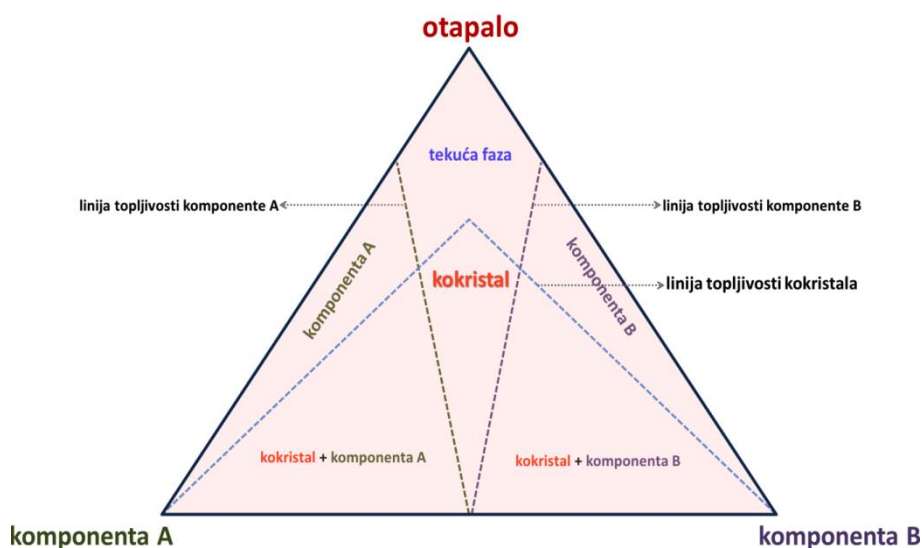 otapalo
tekuća faza
linija topljivosti komponente A
linija topljivosti komponente B
komponenta A
kokristal
komponenta B
linija topljivosti kokristala
kokristal + komponenta A
kokristal + komponenta B
komponenta A
komponenta B